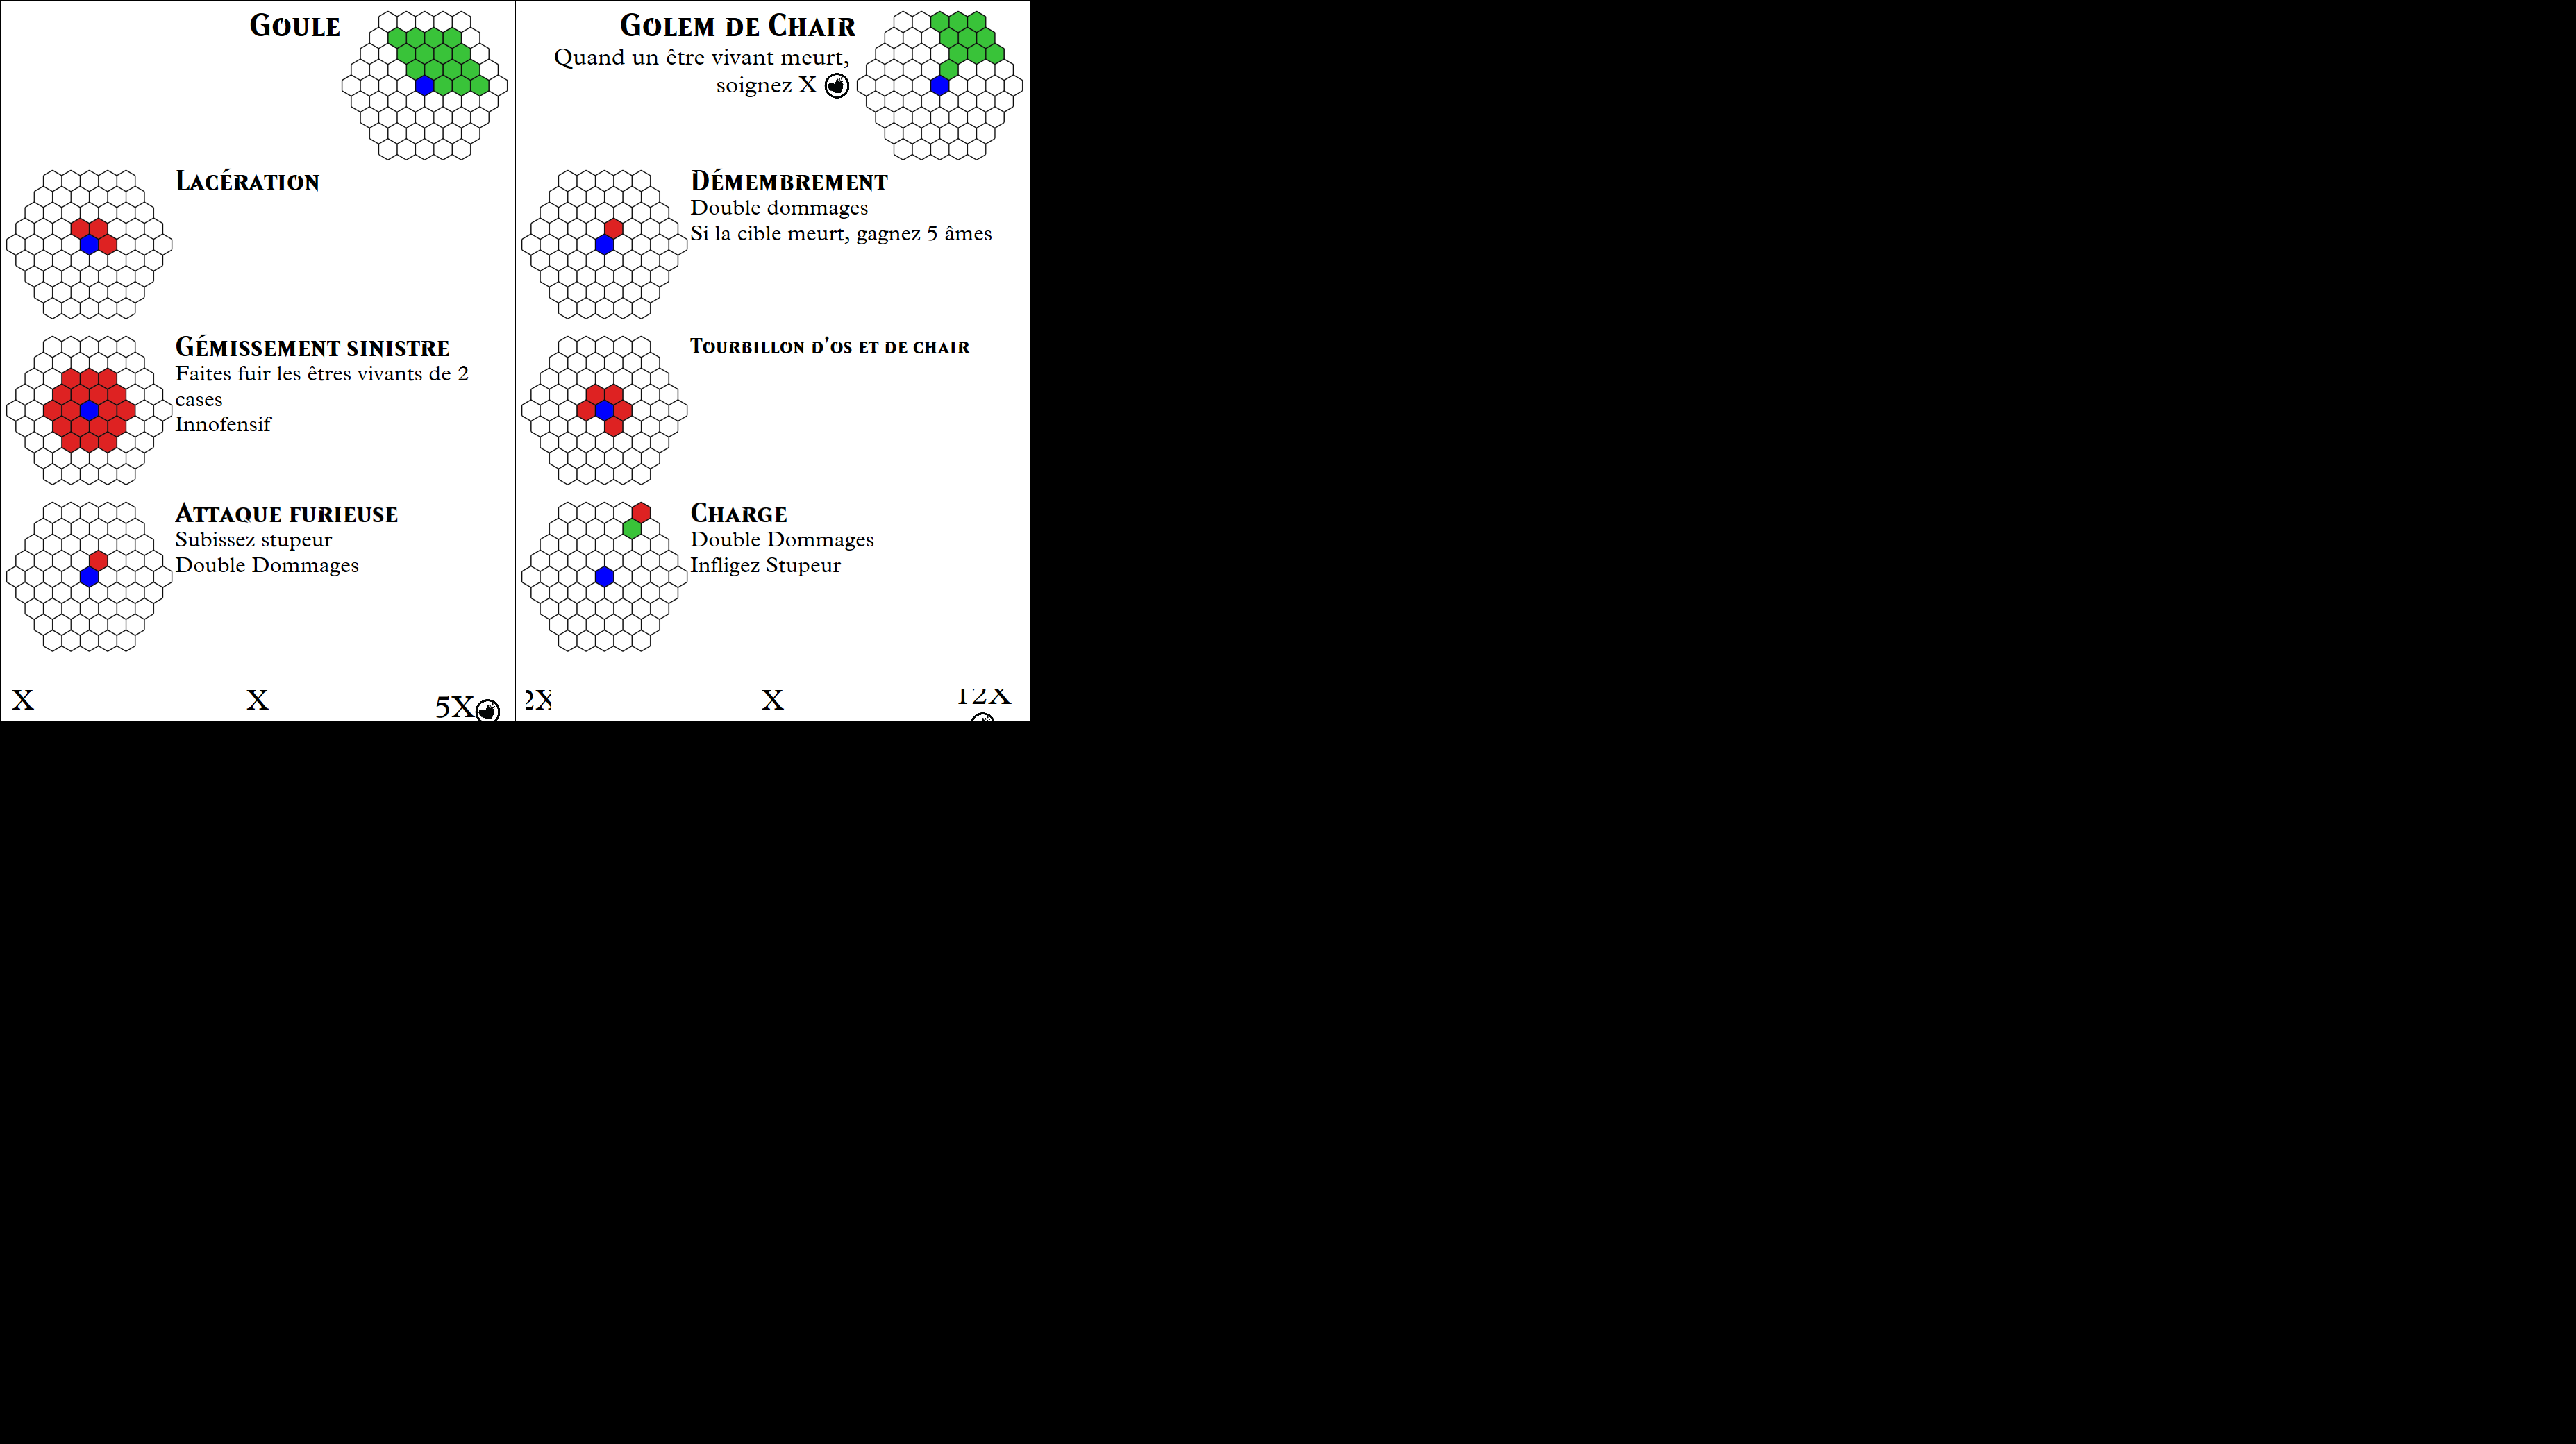 Goule
Lacération
Gémissement sinistre
Faites fuir les êtres vivants de 2
cases
Innofensif
Attaque furieuse
Subissez stupeur
Double Dommages
X
X
5X
Golem de Chair
Quand un être vivant meurt,
soignez X
Démembrement
Double dommages
Si la cible meurt, gagnez 5 âmes
Tourbillon d'os et de chair
Charge
Double Dommages
Infligez Stupeur
2X
X
12X